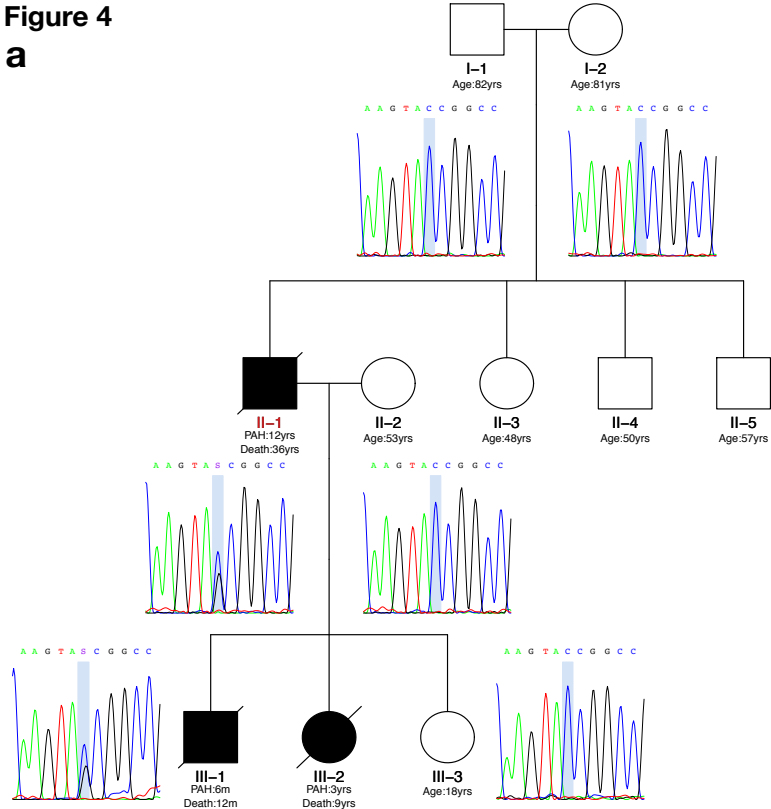 Figure 4
a
I–1
Age:82yrs
I–2
Age:81yrs
A A G T A C C G G C C
A A G T A C C G G C C
II–1
PAH:12yrs
Death:36yrs
II–2
Age:53yrs
II–3
Age:48yrs
II–4
Age:50yrs
II–5
Age:57yrs
A A G T A S C G G C C
A A G T A C C G G C C
A A G T A S C G G C C
A A G T A C C G G C C
III–1
PAH:6m
Death:12m
III–2
PAH:3yrs
Death:9yrs
III–3
Age:18yrs